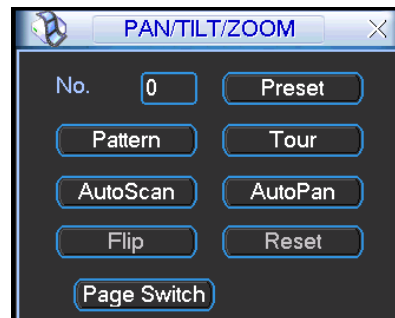 PAN/TILT/ZOOM
No. 0 Preset
Pattern Tour
AutoScan AutoPan
Flip Reset
Page Switch